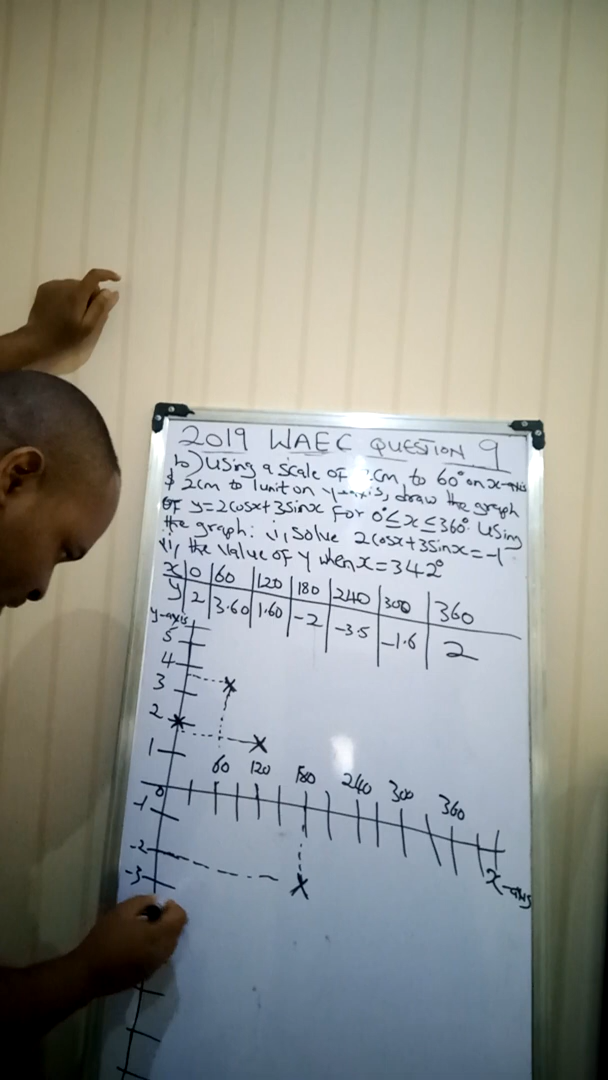 2019 WAEC QUESTION 9
b) Using a scale of cm to 60° on x-axis
& 2cm to 1 unit on y-axis, draw the graph
of y=2cosx+3sinx for 0°≤x≤360° Using
the graph: i, solve 2cosx+3sinx=-1
ii, the value of y when x=342°
x 0 60 120 180 240 300 360
y 2 3.60 1.60 -2 -3.5 -1.6 2
y-axis
5
4
3
2
1
60 120 180 240 300 360
0
-1
-2
-3
x-axis